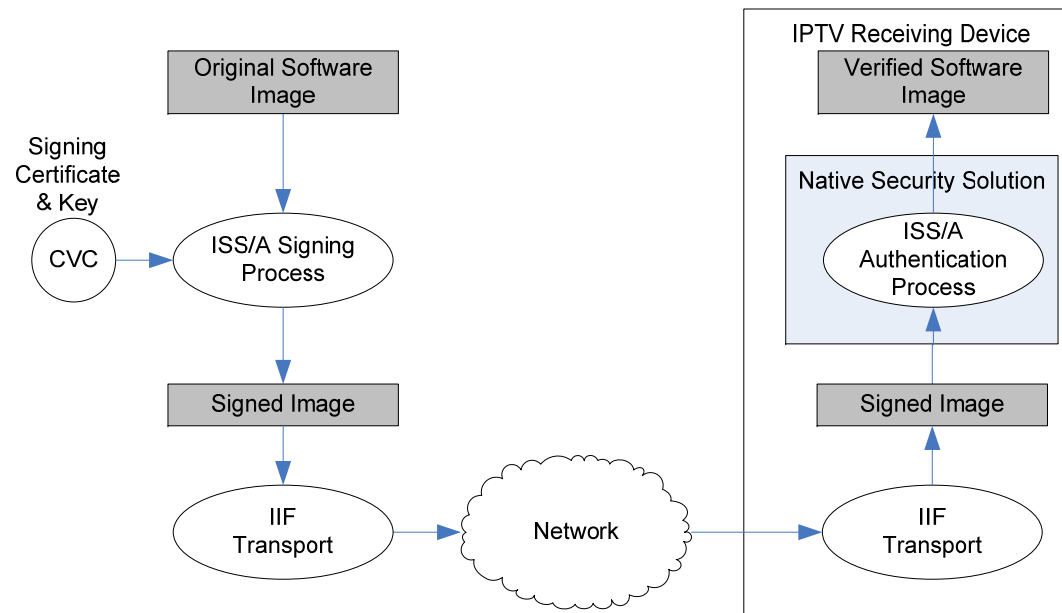 Original Software
Image
Signing
Certificate
& Key
CVC
ISS/A Signing
Process
Signed Image
IIF
Transport
Network
IPTV Receiving Device
Verified Software
Image
Native Security Solution
ISS/A
Authentication
Process
Signed Image
IIF
Transport